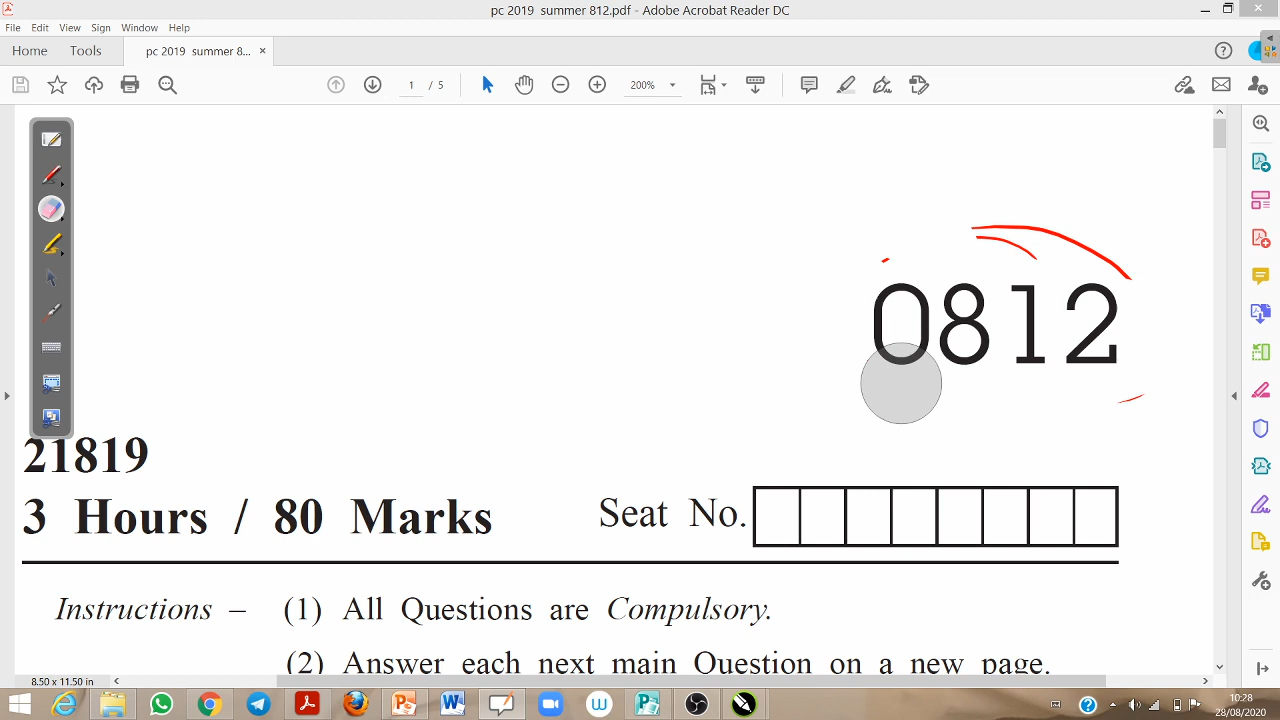 pc 2019 summer 812.pdf - Adobe Acrobat Reader DC
File Edit View Sign Window Help
Home Tools pc 2019 summer 8... ×
1 / 5 200%
0812
21819
3 Hours / 80 Marks Seat No.
Instructions – (1) All Questions are Compulsory.
(2) Answer each next main Question on a new page.
8.50 x 11.50 in
10:28
28/08/2020